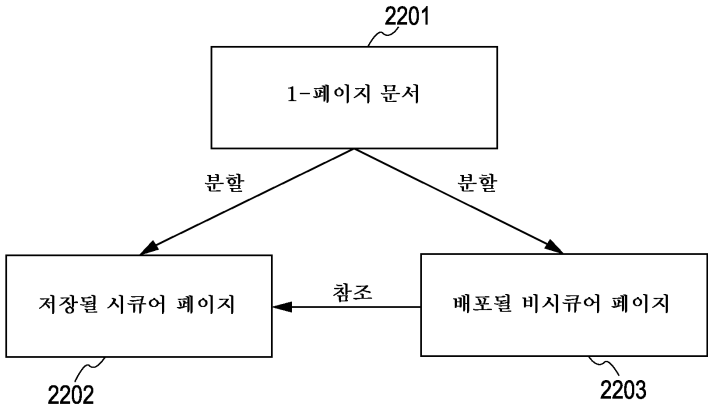 2201
1-페이지 문서
분할
분할
저장될 시큐어 페이지
참조
배포될 비시큐어 페이지
2202
2203